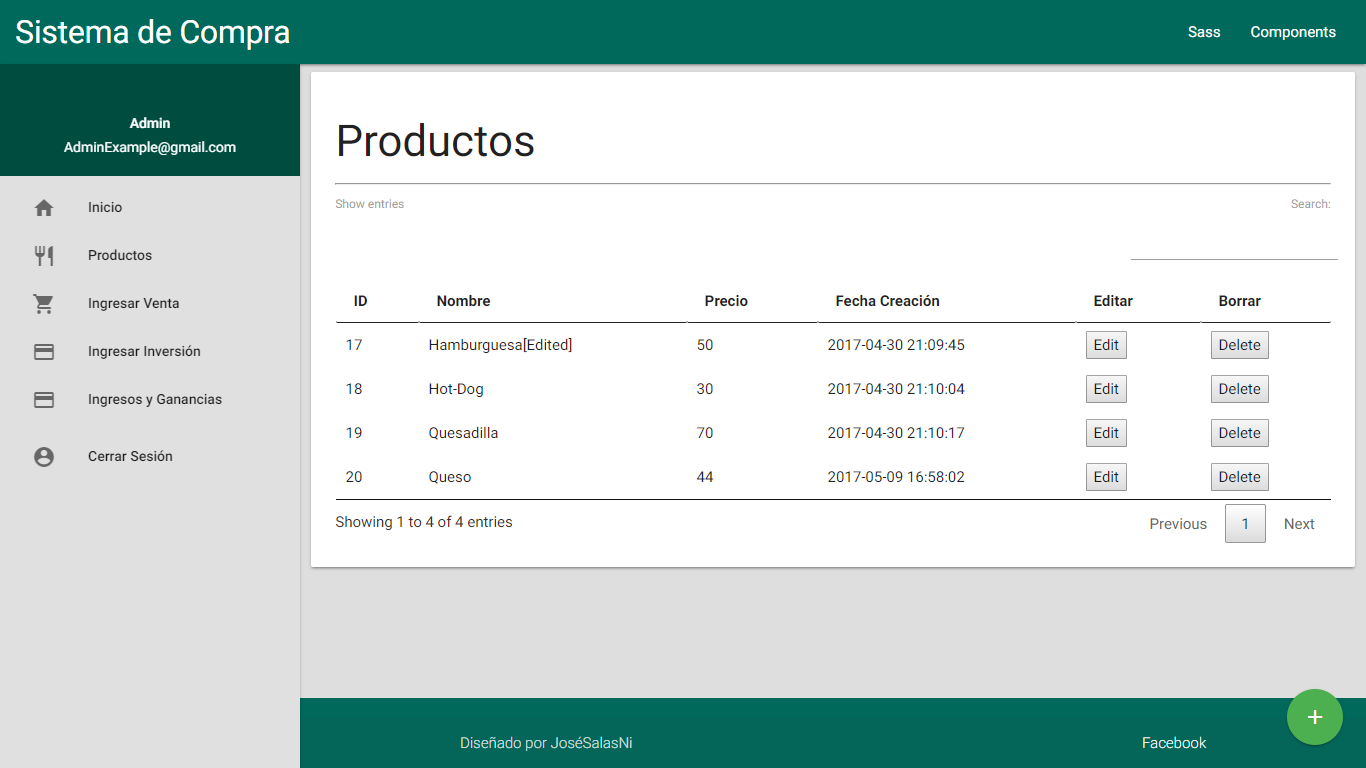 Sistema de Compra Sass Components
Admin
AdminExample@gmail.com
Inicio
Productos
Ingresar Venta
Ingresar Inversión
Ingresos y Ganancias
Cerrar Sesión
Productos
Show entries Search:
ID Nombre Precio Fecha Creación Editar Borrar
17 Hamburguesa[Edited] 50 2017-04-30 21:09:45 Edit Delete
18 Hot-Dog 30 2017-04-30 21:10:04 Edit Delete
19 Quesadilla 70 2017-04-30 21:10:17 Edit Delete
20 Queso 44 2017-05-09 16:58:02 Edit Delete
Showing 1 to 4 of 4 entries Previous 1 Next
+
Diseñado por JoséSalasNi Facebook